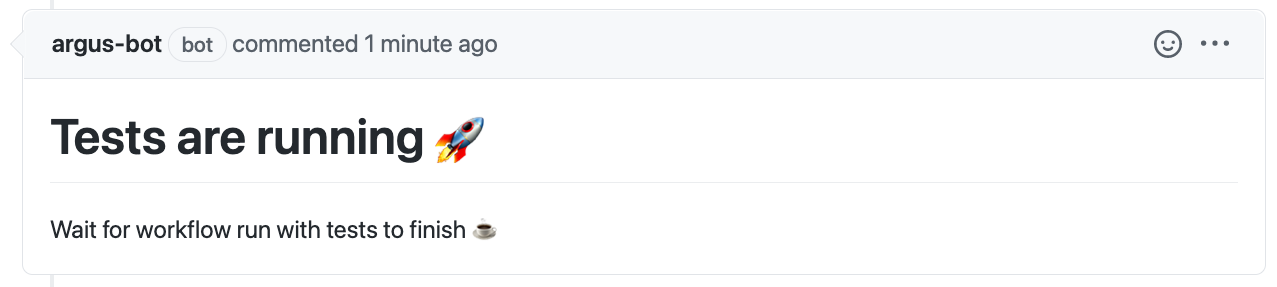 argus-bot bot commented 1 minute ago
Tests are running 🚀
Wait for workflow run with tests to finish ☕